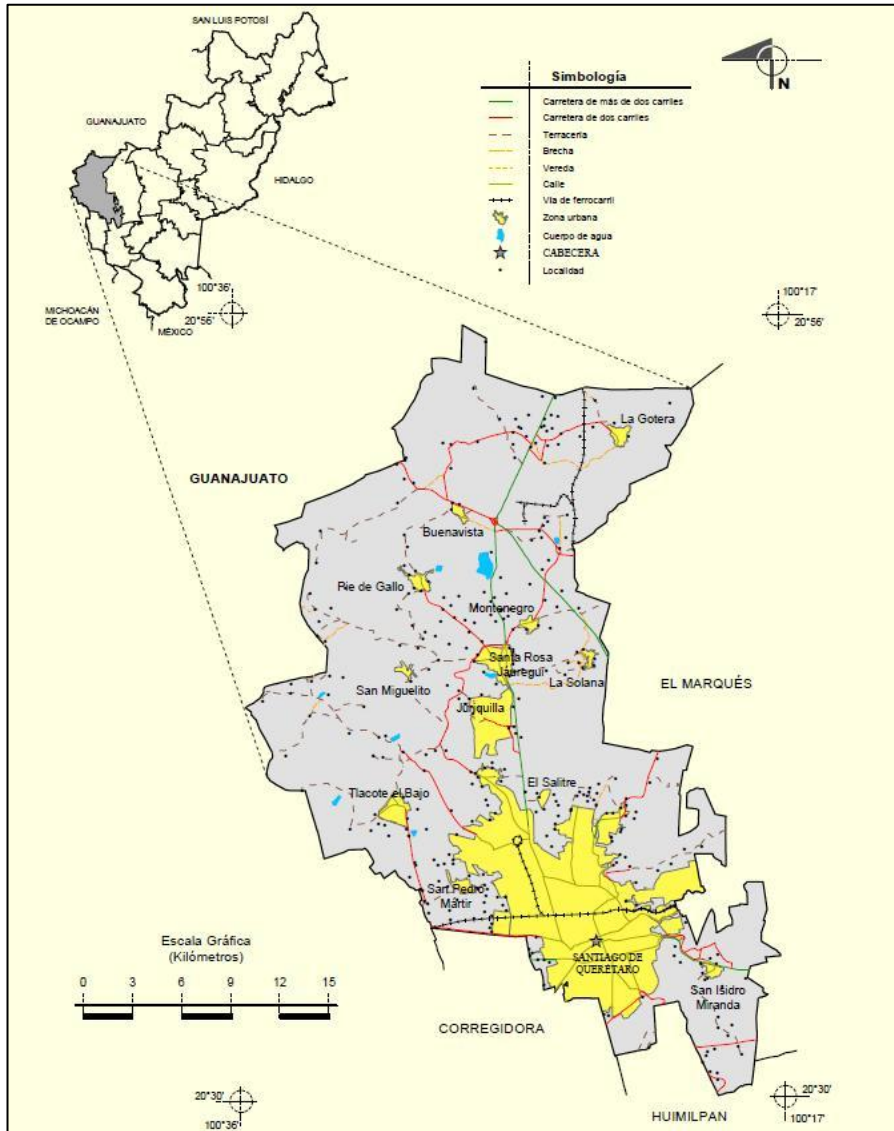 SAN LUIS POTOSÍ
GUANAJUATO
HIDALGO
MICHOACÁN
DE OCAMPO
MÉXICO
100°36'
20°56'
N
Simbología
Carretera de más de dos carriles
Carretera de dos carriles
Terracería
Brecha
Vereda
Calle
Vía de ferrocarril
Zona urbana
Cuerpo de agua
CABECERA
Localidad
100°17'
20°56'
GUANAJUATO
La Gotera
Buenavista
Pie de Gallo
Montenegro
Santa Rosa
Jáuregui
La Solana
San Miguelito
Juriquilla
EL MARQUÉS
El Salitre
Tlacote el Bajo
San Pedro
Mártir
SANTIAGO DE
QUERÉTARO
San Isidro
Miranda
Escala Gráfica
(Kilómetros)
0 3 6 9 12 15
CORREGIDORA
HUIMILPAN
20°30'
100°36'
20°30'
100°17'